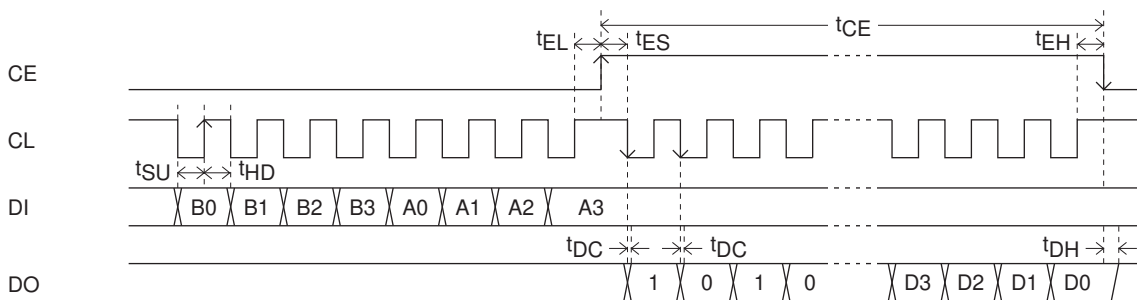 tCE
tEL tES tEH
CE
CL
tSU tHD
DI B0 B1 B2 B3 A0 A1 A2 A3
tDC tDC tDH
DO 1 0 1 0 D3 D2 D1 D0